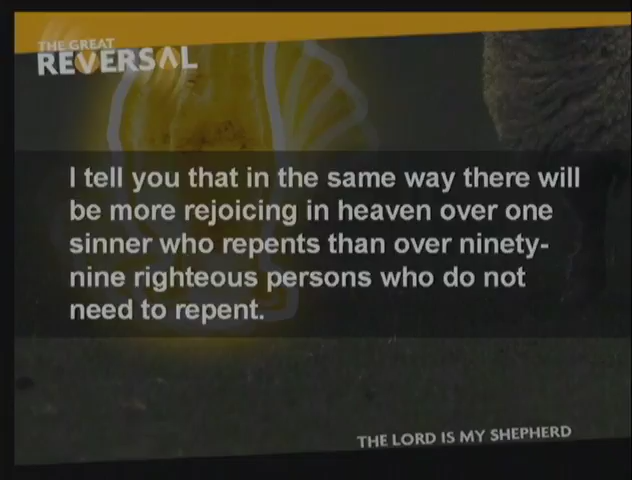 THE GREAT
REVERSAL
I tell you that in the same way there will
be more rejoicing in heaven over one
sinner who repents than over ninety-
nine righteous persons who do not
need to repent.
THE LORD IS MY SHEPHERD